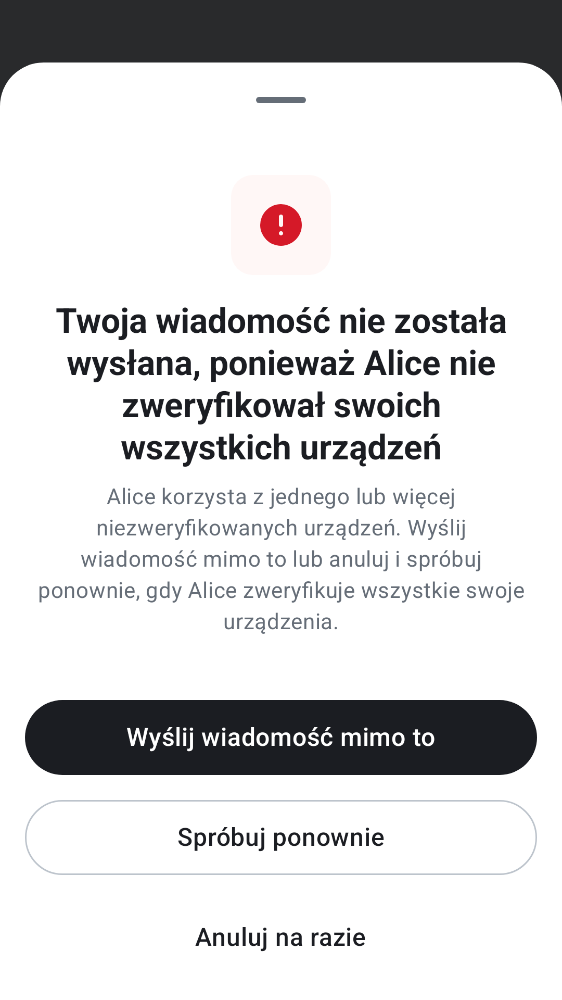 Twoja wiadomość nie została
wysłana, ponieważ Alice nie
zweryfikował swoich
wszystkich urządzeń
Alice korzysta z jednego lub więcej
niezweryfikowanych urządzeń. Wyślij
wiadomość mimo to lub anuluj i spróbuj
ponownie, gdy Alice zweryfikuje wszystkie swoje
urządzenia.
Wyślij wiadomość mimo to
Spróbuj ponownie
Anuluj na razie